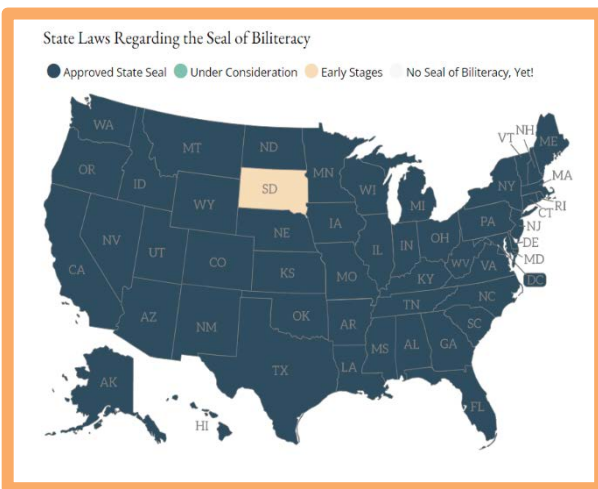 State Laws Regarding the Seal of Biliteracy
Approved State Seal Under Consideration Early Stages No Seal of Biliteracy, Yet!
WA
MT
ND
MN
VT
NH
ME
OR
ID
SD
WI
MI
NY
MA
WY
CT
RI
IA
PA
NJ
NV
NE
IL
IN
OH
DE
UT
CO
MD
CA
KS
MO
KY
WV
VA
DC
AZ
NM
OK
AR
TN
NC
SC
MS
AL
GA
TX
LA
AK
HI
FL